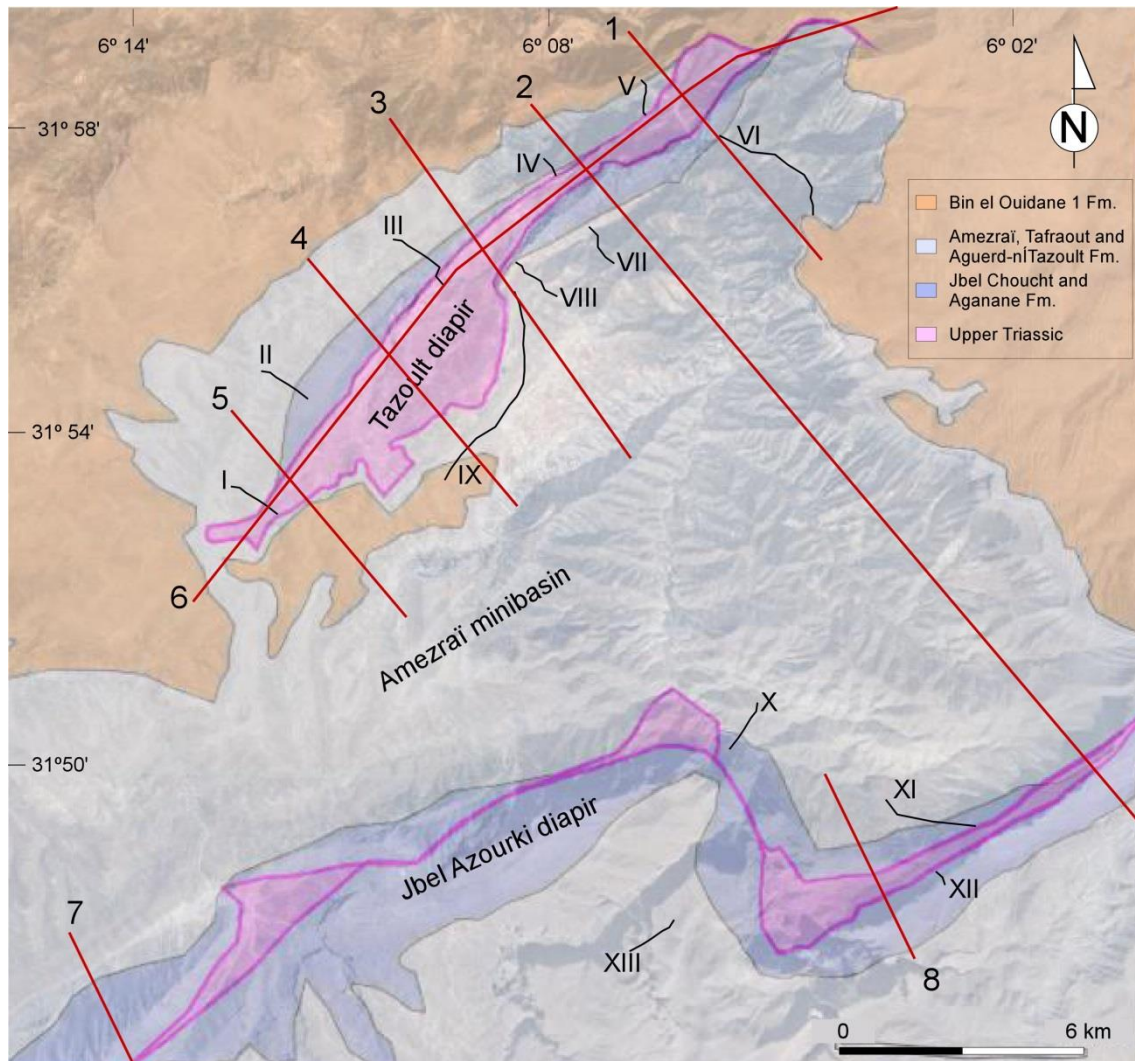 6º 14'
6º 08'
6º 02'
1
2
3
V
VI
31º 58'
N
IV
4
III
Bin el Ouidane 1 Fm.
Amezraï, Tafraout and
Aguerd-nÍTazoult Fm.
Jbel Choucht and
Aganane Fm.
Upper Triassic
VII
VIII
Tazoult diapir
II
5
31º 54'
IX
I
6
Amezraï minibasin
X
31º 50'
XI
Jbel Azourki diapir
XII
7
XIII
8
0
6 km